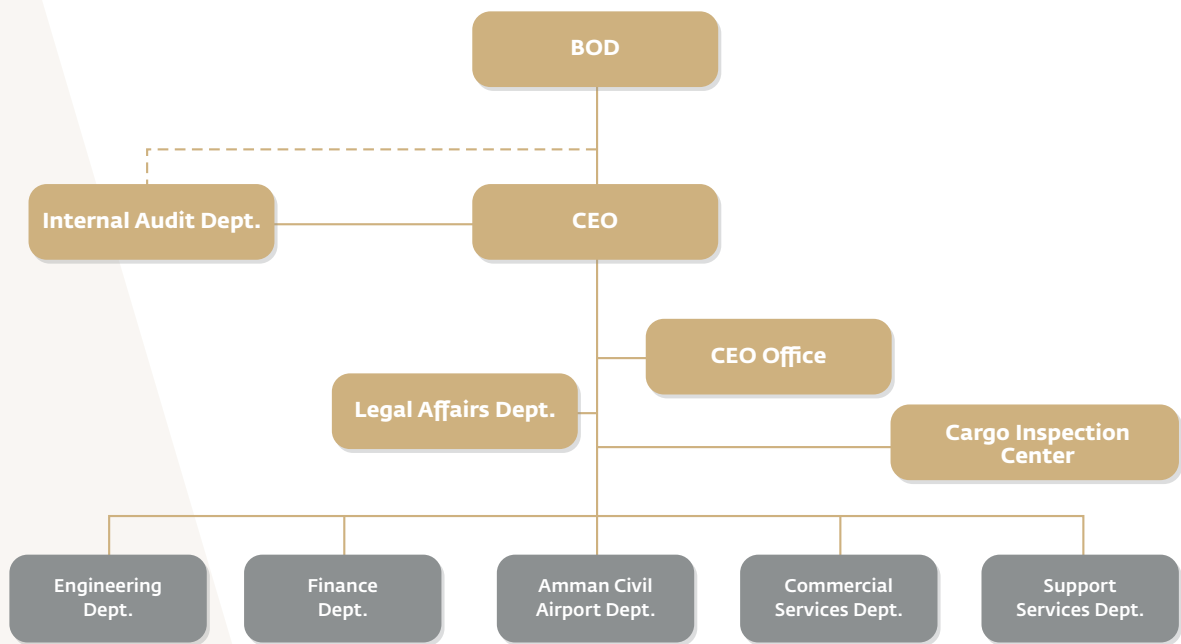 BOD
Internal Audit Dept.
CEO
CEO Office
Legal Affairs Dept.
Cargo Inspection
Center
Engineering
Dept.
Finance
Dept.
Amman Civil
Airport Dept.
Commercial
Services Dept.
Support
Services Dept.